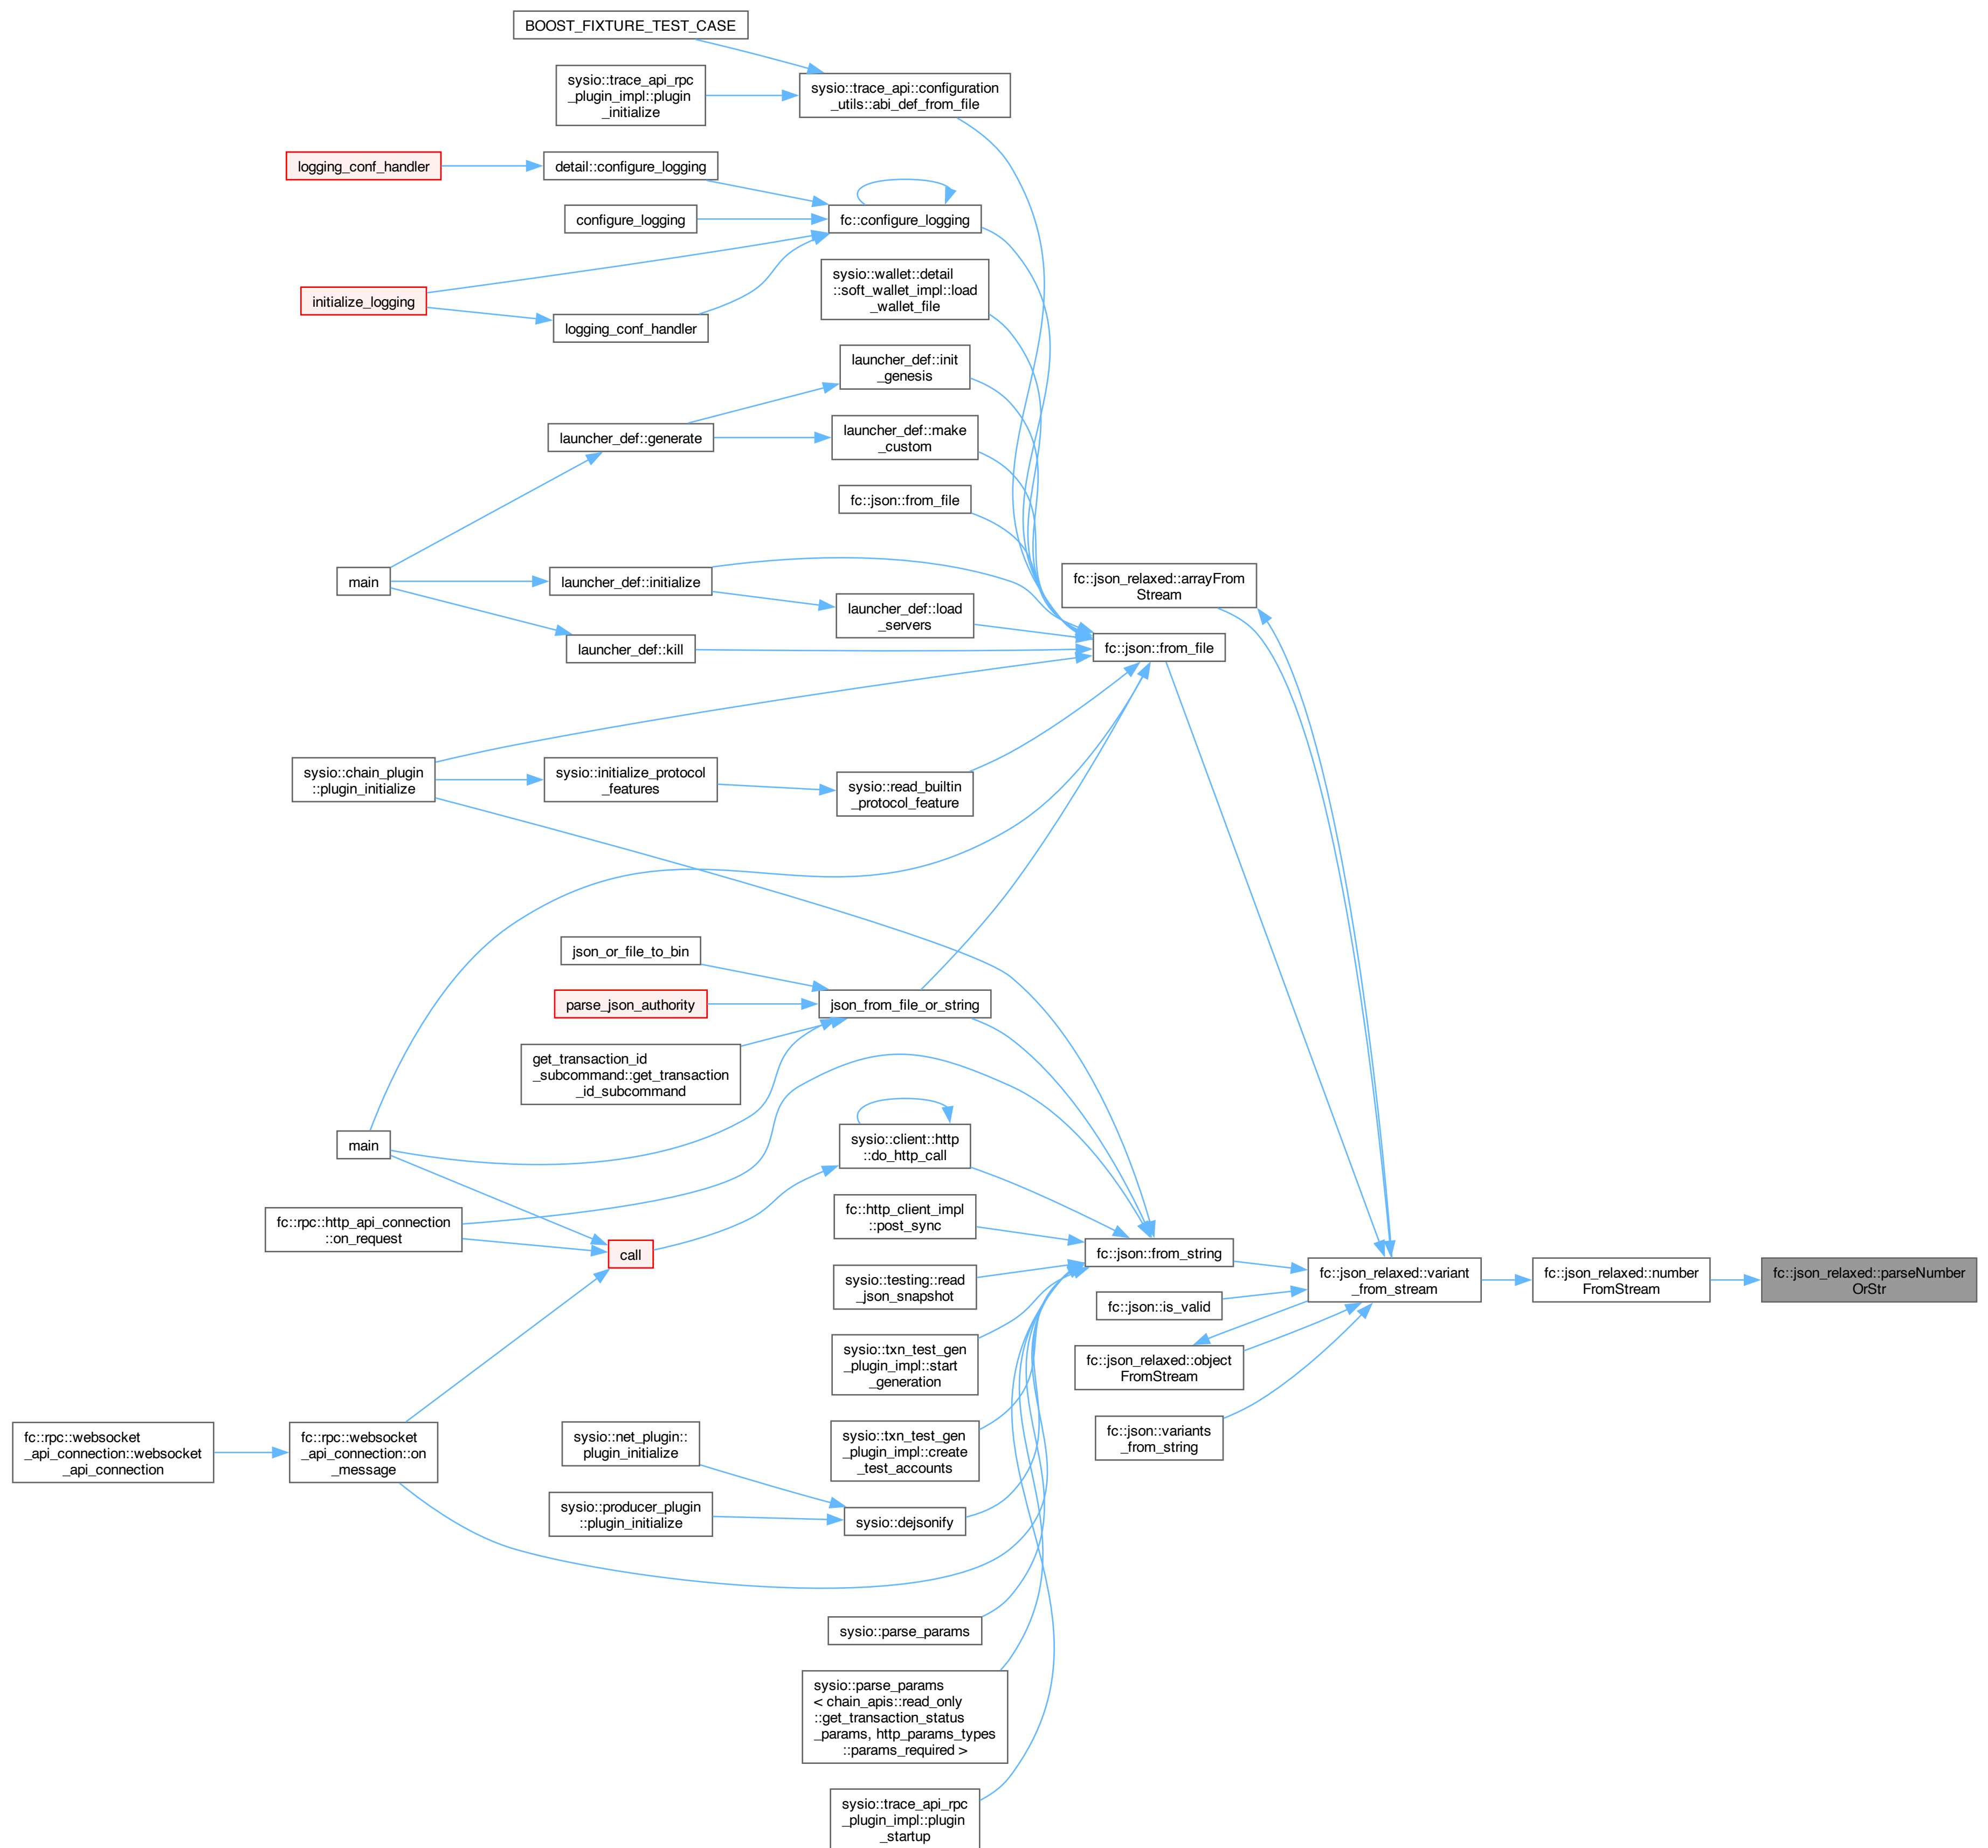 BOOST_FIXTURE_TEST_CASE
sysio::trace_api_rpc
_plugin_impl::plugin
_initialize
sysio::trace_api::configuration
_utils::abi_def_from_file
logging_conf_handler
detail::configure_logging
configure_logging
fc::configure_logging
initialize_logging
logging_conf_handler
sysio::wallet::detail
::soft_wallet_impl::load
_wallet_file
launcher_def::init
_genesis
launcher_def::generate
launcher_def::make
_custom
fc::json::from_file
main
launcher_def::initialize
launcher_def::load
_servers
launcher_def::kill
fc::json_relaxed::arrayFrom
Stream
fc::json::from_file
sysio::chain_plugin
::plugin_initialize
sysio::initialize_protocol
_features
sysio::read_builtin
_protocol_feature
json_or_file_to_bin
parse_json_authority
json_from_file_or_string
get_transaction_id
_subcommand::get_transaction
_id_subcommand
main
sysio::client::http
::do_http_call
fc::rpc::http_api_connection
::on_request
call
fc::http_client_impl
::post_sync
fc::json::from_string
sysio::testing::read
_json_snapshot
fc::json::is_valid
fc::json_relaxed::variant
_from_stream
fc::json_relaxed::number
FromStream
fc::json_relaxed::parseNumber
OrStr
sysio::txn_test_gen
_plugin_impl::start
_generation
fc::json_relaxed::object
FromStream
fc::json::variants
_from_string
fc::rpc::websocket
_api_connection::websocket
_api_connection
fc::rpc::websocket
_api_connection::on
_message
sysio::net_plugin::
plugin_initialize
sysio::txn_test_gen
_plugin_impl::create
_test_accounts
sysio::producer_plugin
::plugin_initialize
sysio::dejsonify
sysio::parse_params
sysio::parse_params
< chain_apis::read_only
::get_transaction_status
_params, http_params_types
::params_required >
sysio::trace_api_rpc
_plugin_impl::plugin
_startup